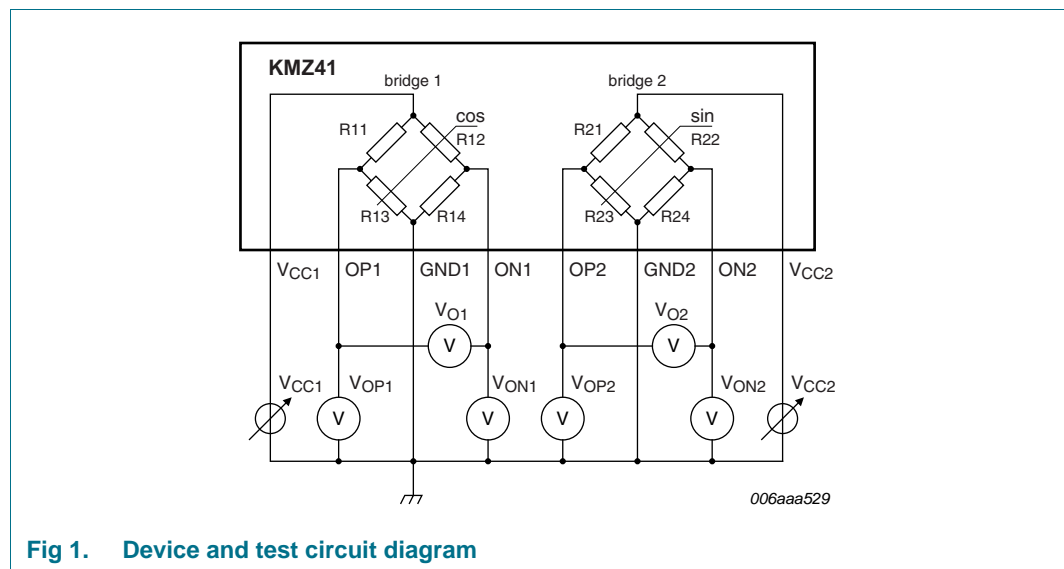 KMZ41
bridge 1
bridge 2
cos
sin
R11
R12
R21
R22
R13
R14
R23
R24
VCC1 OP1 GND1 ON1 OP2 GND2 ON2 VCC2
VO1
VO2
VCC1 VOP1 VON1 VOP2 VON2 VCC2
V V V V V V
006aaa529
Fig 1. Device and test circuit diagram